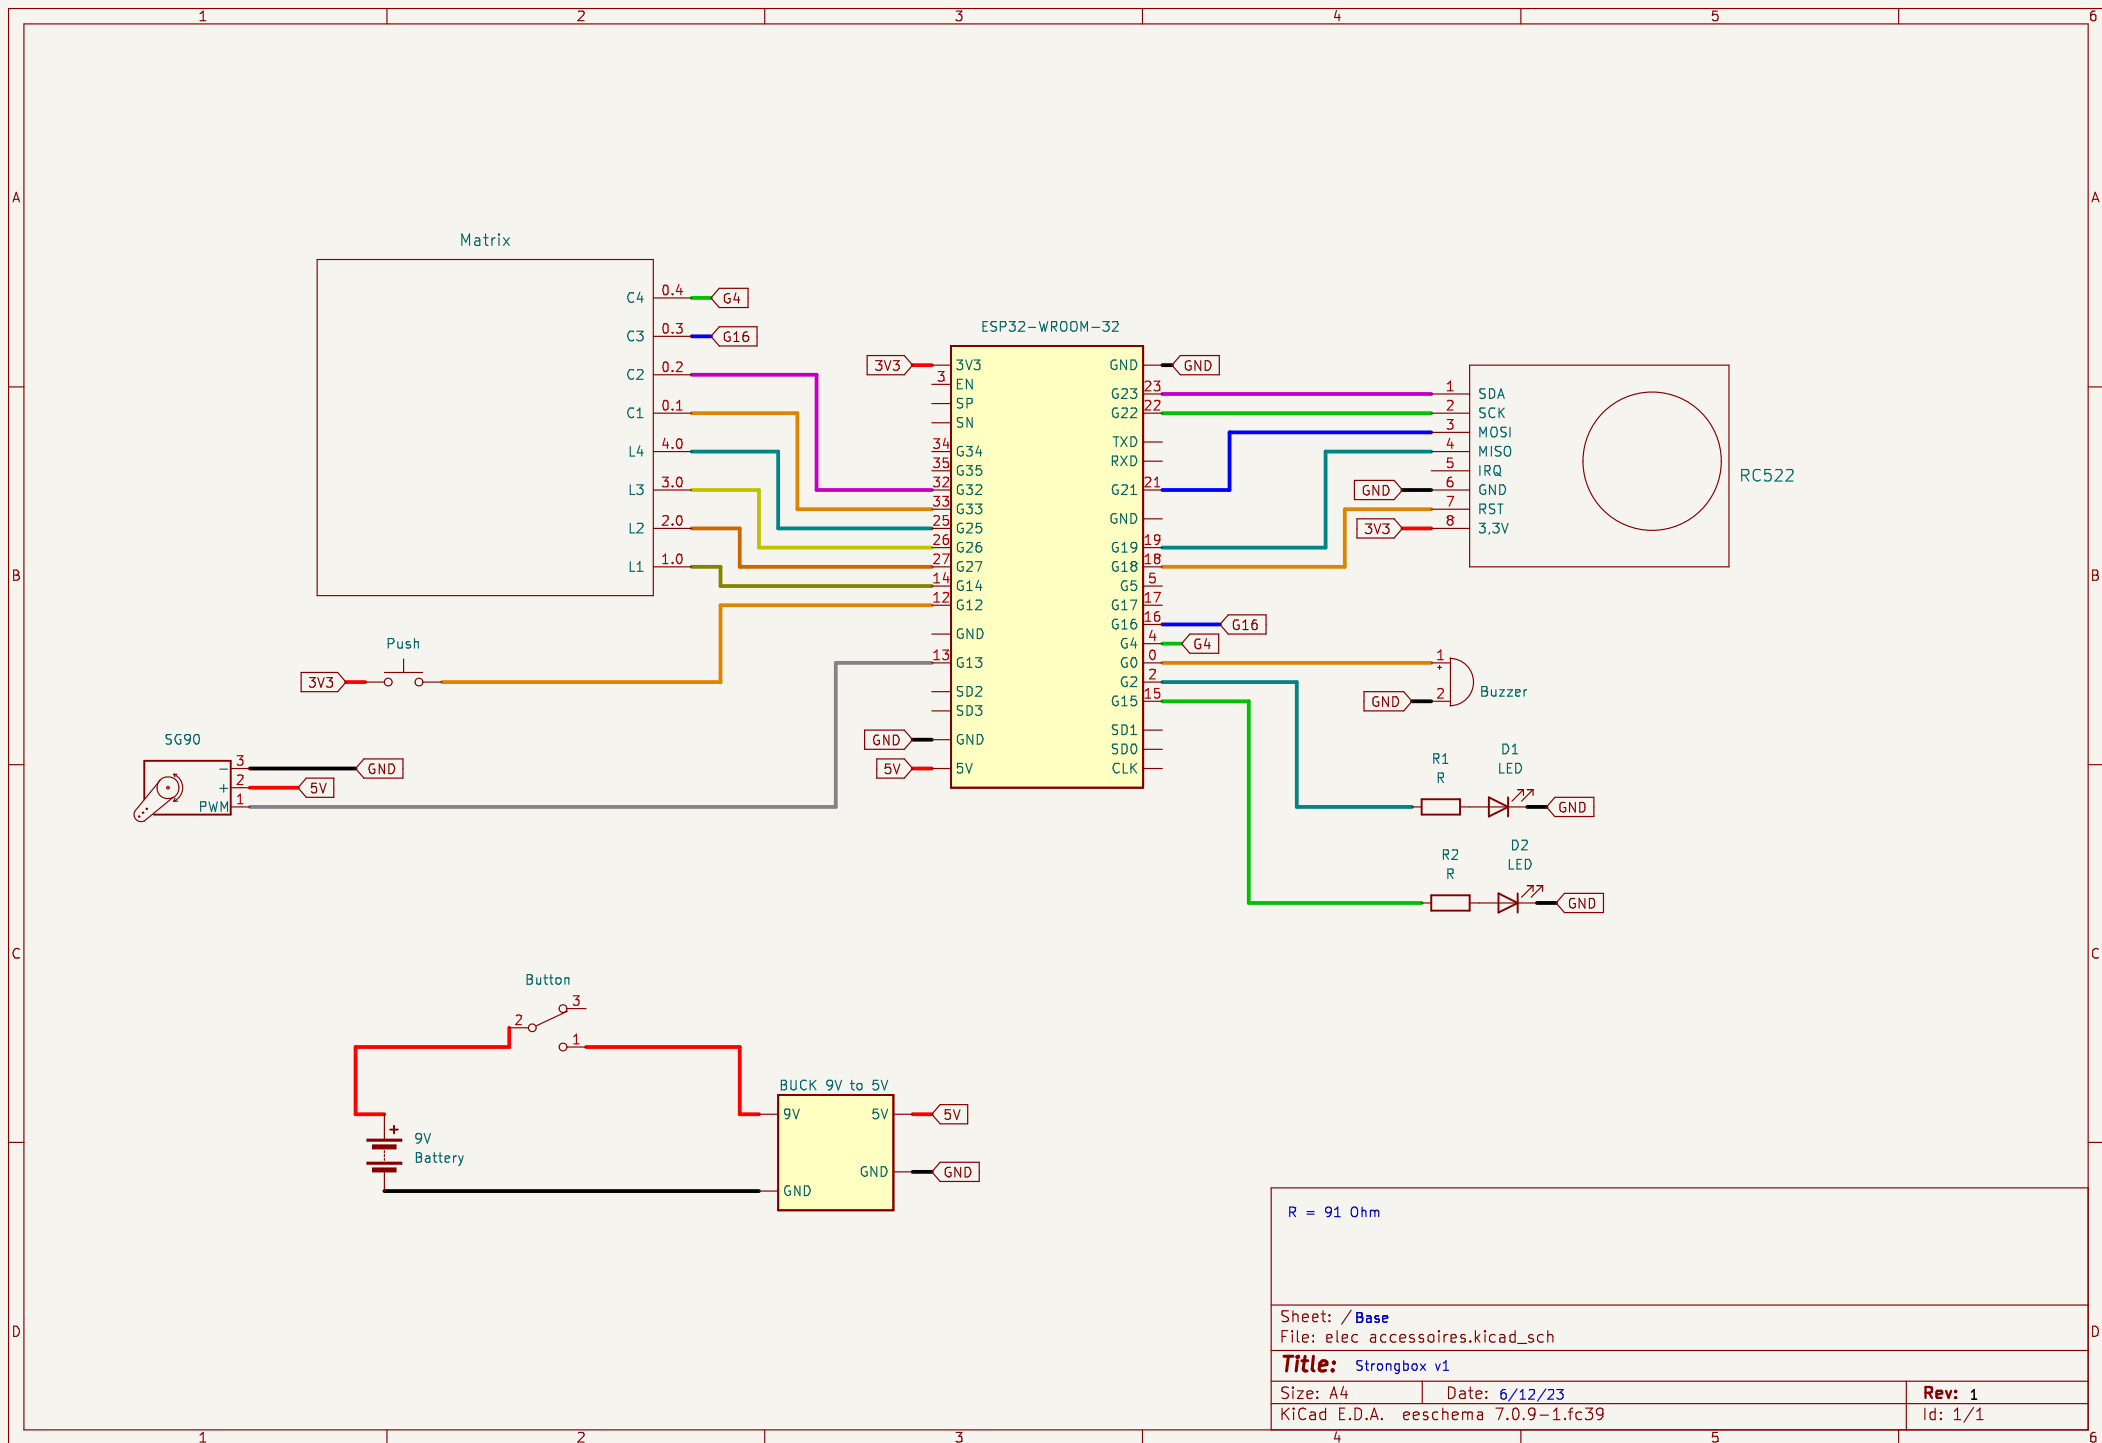 1 2 3 4 5 6
A A
B B
C C
D D
Matrix
C4 0.4 G4
C3 0.3 G16
C2 0.2
C1 0.1
L4 4.0
L3 3.0
L2 2.0
L1 1.0
ESP32-WROOM-32
3V3 3V3
3 EN
SP
SN
34 G34
35 G35
32 G32
33 G33
25 G25
26 G26
27 G27
14 G14
12 G12
GND
13 G13
SD2
SD3
GND GND
5V 5V
GND GND
G23 23
G22 22
TXD
RXD
G21 21
GND
G19 19
G18 18
G5 5
G17 17
G16 16 G16
G4 4 G4
G0 0
G2 2
G15 15
SD1
SD0
CLK
1 SDA
2 SCK
3 MOSI
4 MISO
5 IRQ
GND 6 GND
7 RST
3V3 8 3,3V
RC522
Push
3V3
SG90
- 3 GND
+ 2 5V
PWM 1
1
+
GND 2
Buzzer
R1
R
D1
LED
GND
R2
R
D2
LED
GND
Button
3
2
1
+
9V
Battery
BUCK 9V to 5V
9V 5V 5V
GND GND
GND
R = 91 Ohm
Sheet: /Base
File: elec accessoires.kicad_sch
Title: Strongbox v1
Size: A4 Date: 6/12/23 Rev: 1
KiCad E.D.A. eeschema 7.0.9-1.fc39 Id: 1/1
1 2 3 4 5 6